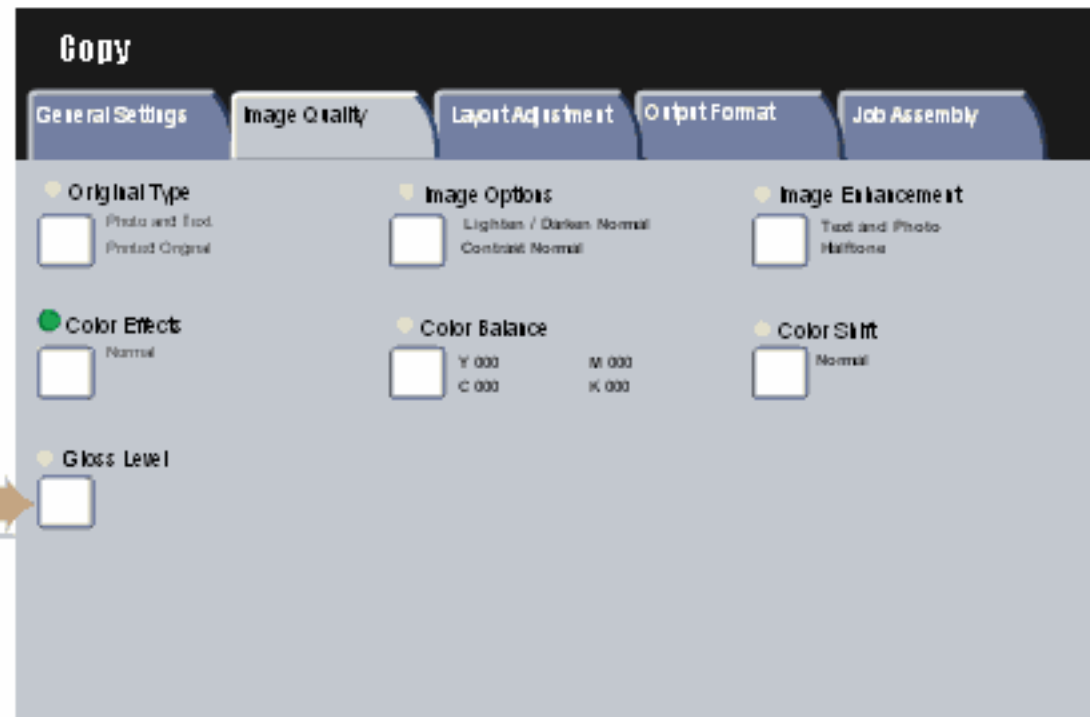 Copy
General Settings
Image Quality
Layout Adjustment
Output Format
Job Assembly
Original Type
Photo and Text
Printed Original
Image Options
Lighten / Darken Normal
Contrast Normal
Image Enhancement
Text and Photo
Halftone
Color Effects
Normal
Color Balance
Y 000 M 000
C 000 K 000
Color Shift
Normal
Gloss Level